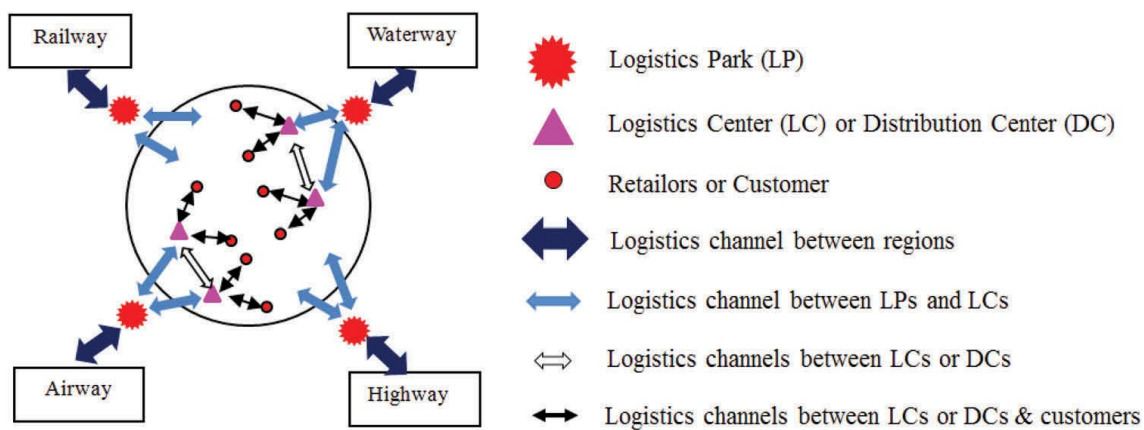 Railway
Waterway
Airway
Highway
Logistics Park (LP)
Logistics Center (LC) or Distribution Center (DC)
Retailors or Customer
Logistics channel between regions
Logistics channel between LPs and LCs
Logistics channels between LCs or DCs
Logistics channels between LCs or DCs & customers